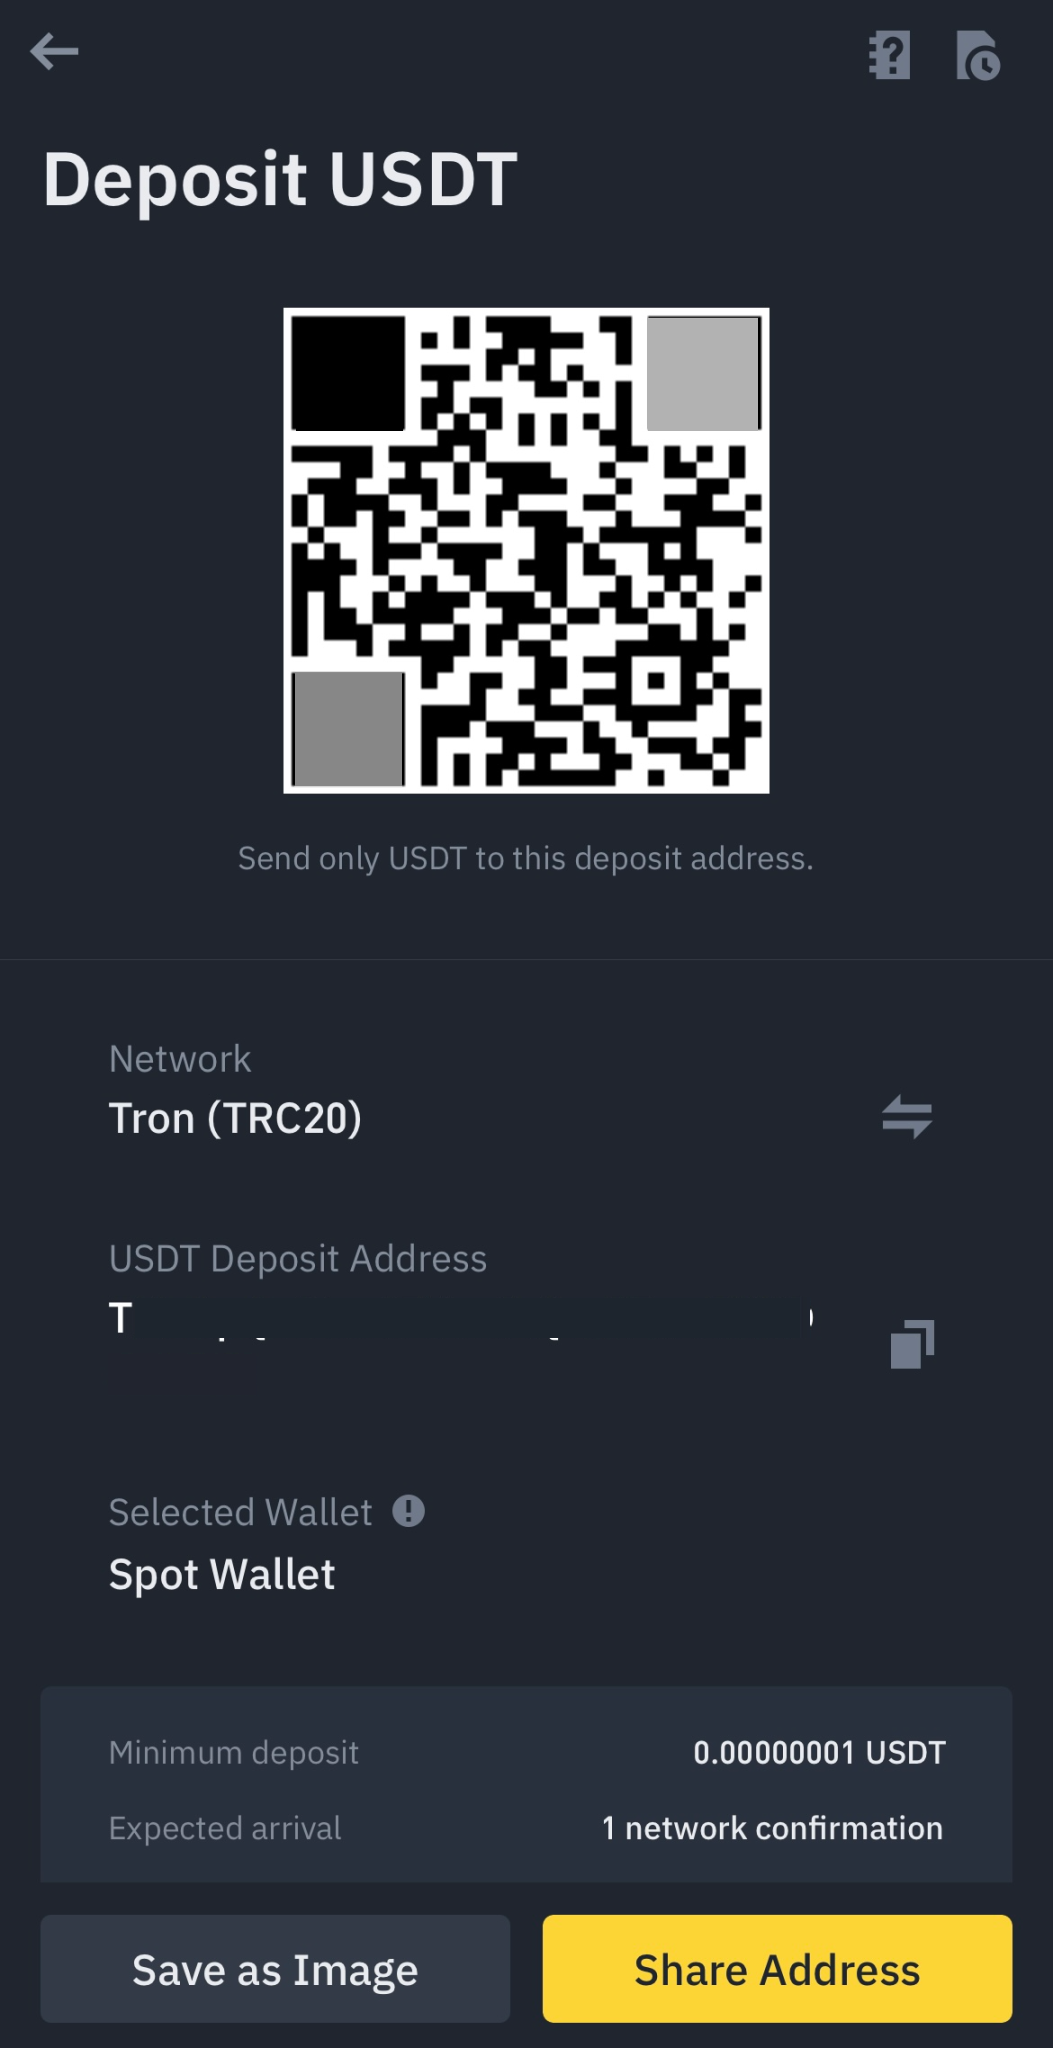 Deposit USDT
Send only USDT to this deposit address.
Network
Tron (TRC20)
USDT Deposit Address
T
Selected Wallet
Spot Wallet
Minimum deposit 0.00000001 USDT
Expected arrival 1 network confirmation
Save as Image Share Address